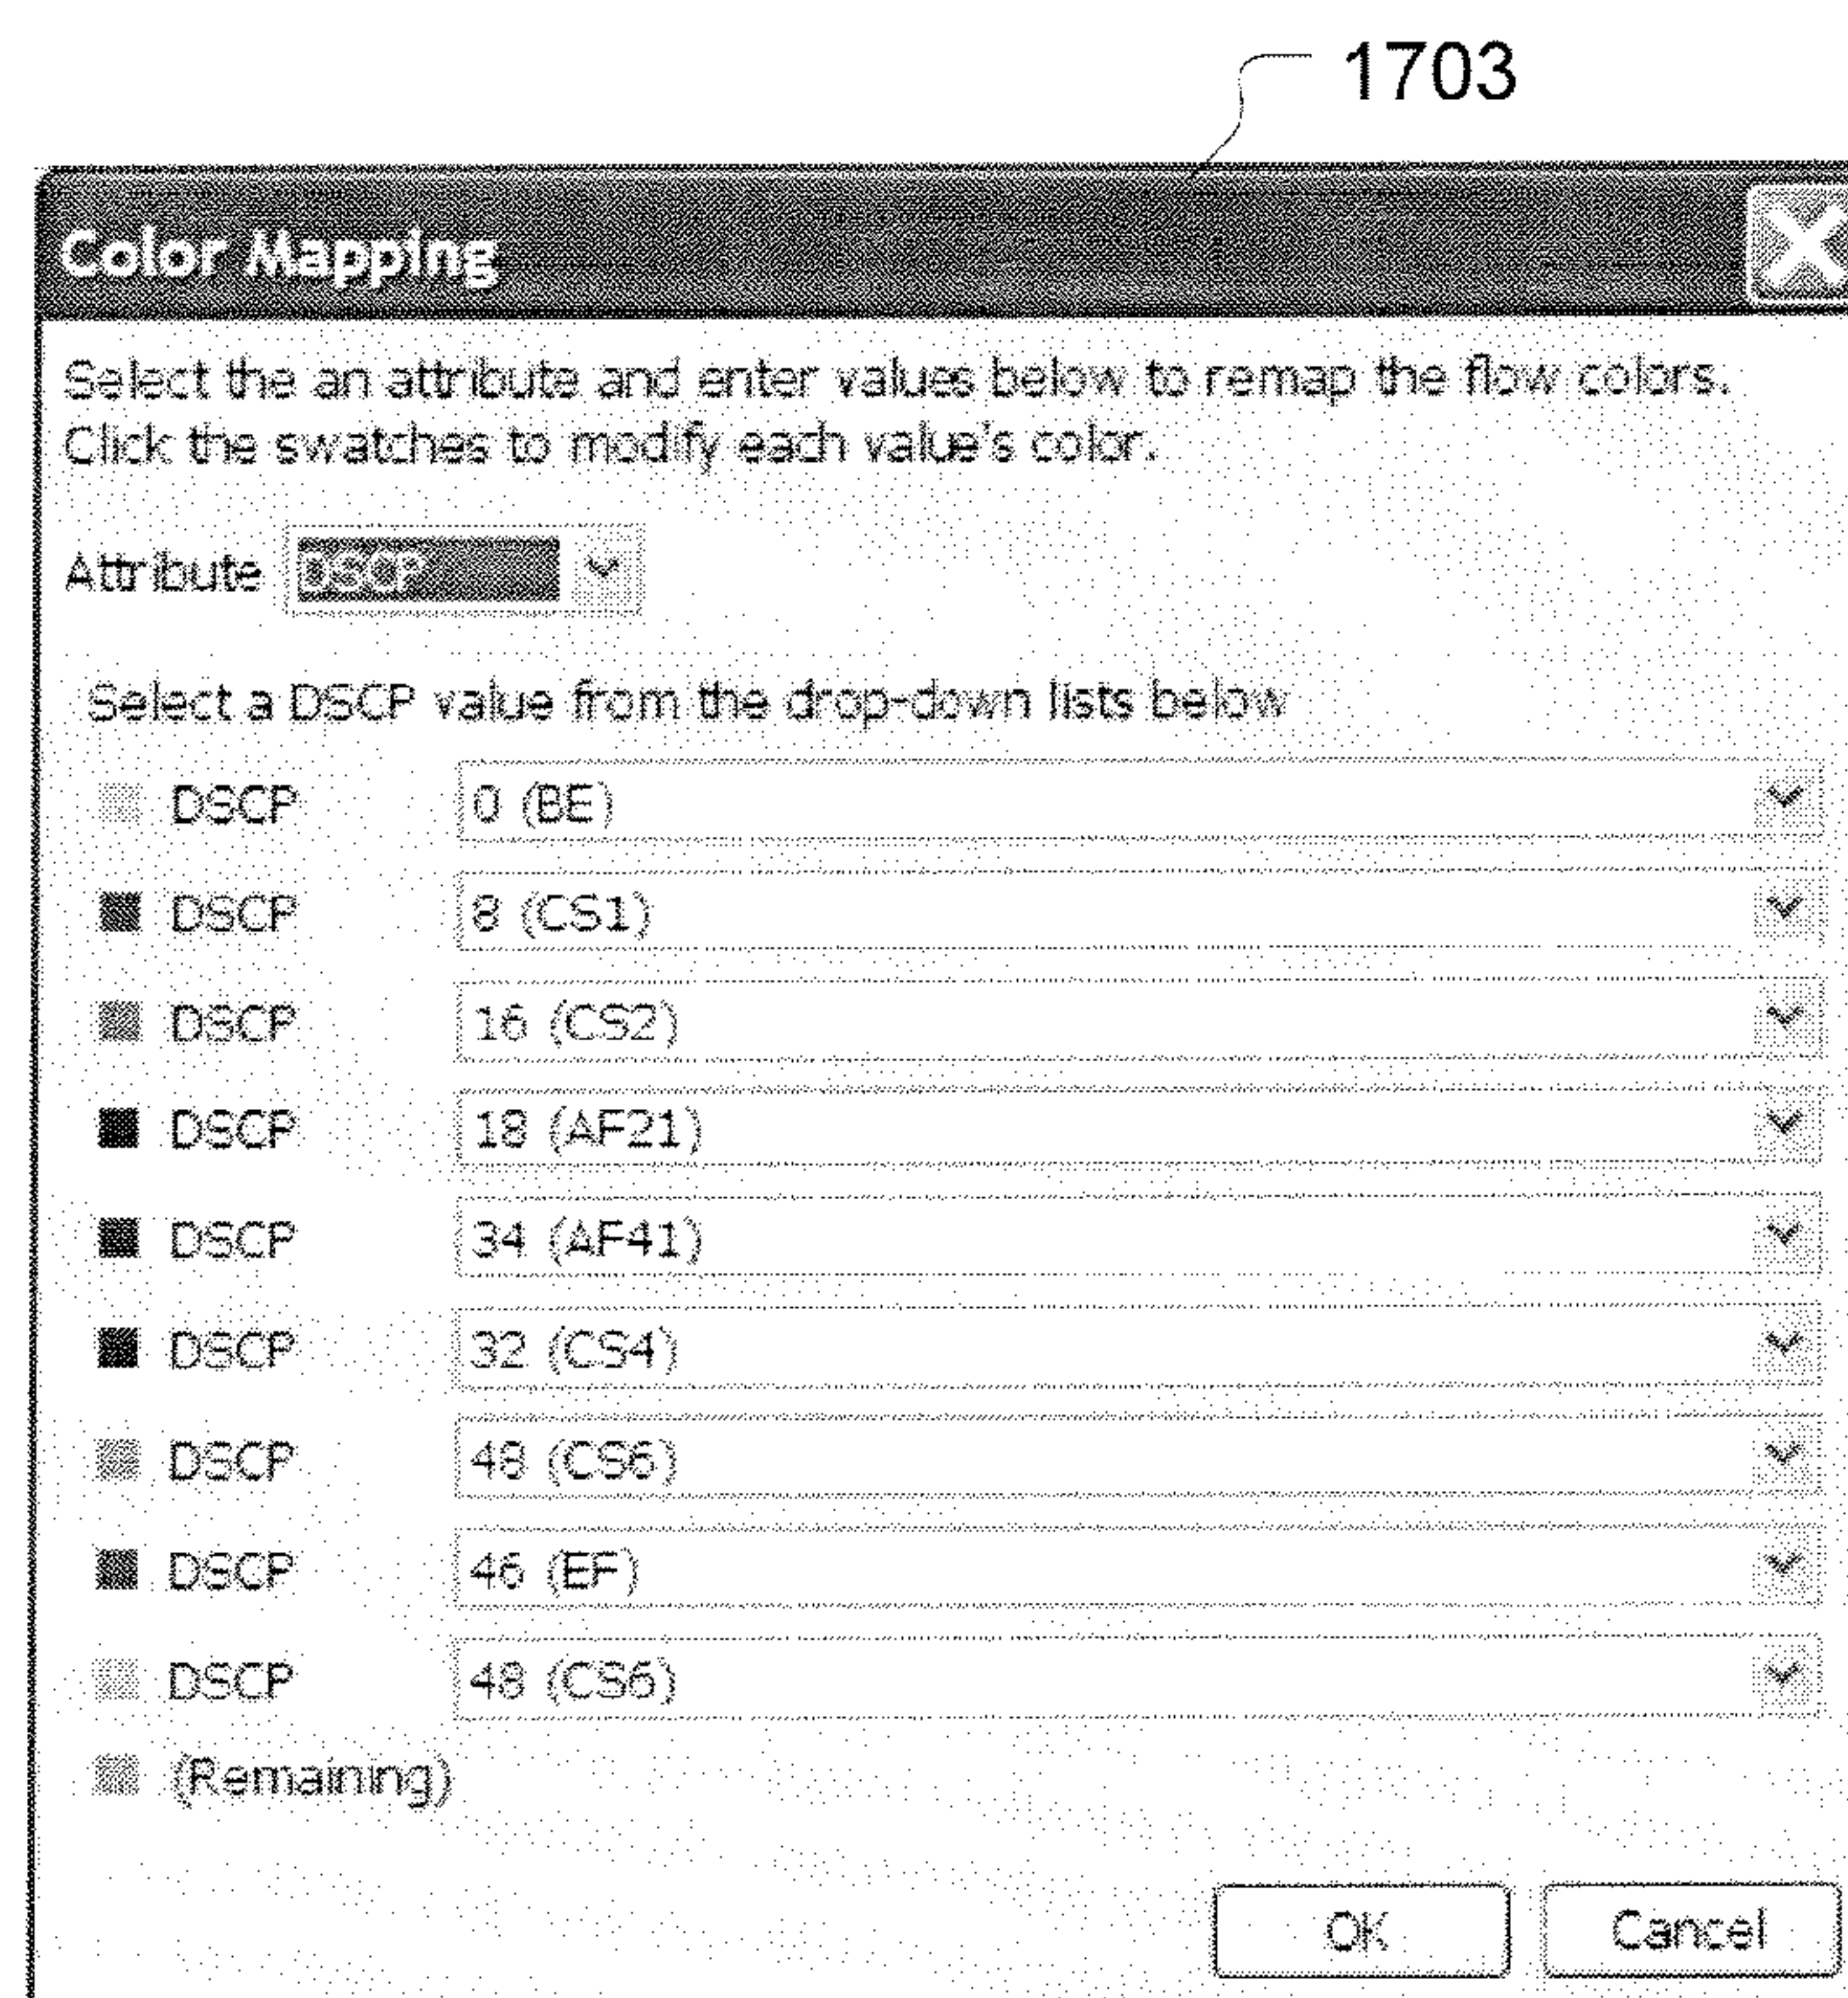 1703
Color Mapping
Select the an attribute and enter values below to remap the flow colors.
Click the swatches to modify each value's color.
Attribute DSCP
Select a DSCP value from the drop-down lists below
DSCP 0 (BE)
DSCP 8 (CS1)
DSCP 16 (CS2)
DSCP 18 (AF21)
DSCP 34 (AF41)
DSCP 32 (CS4)
DSCP 48 (CS6)
DSCP 46 (EF)
DSCP 48 (CS6)
(Remaining)
OK Cancel